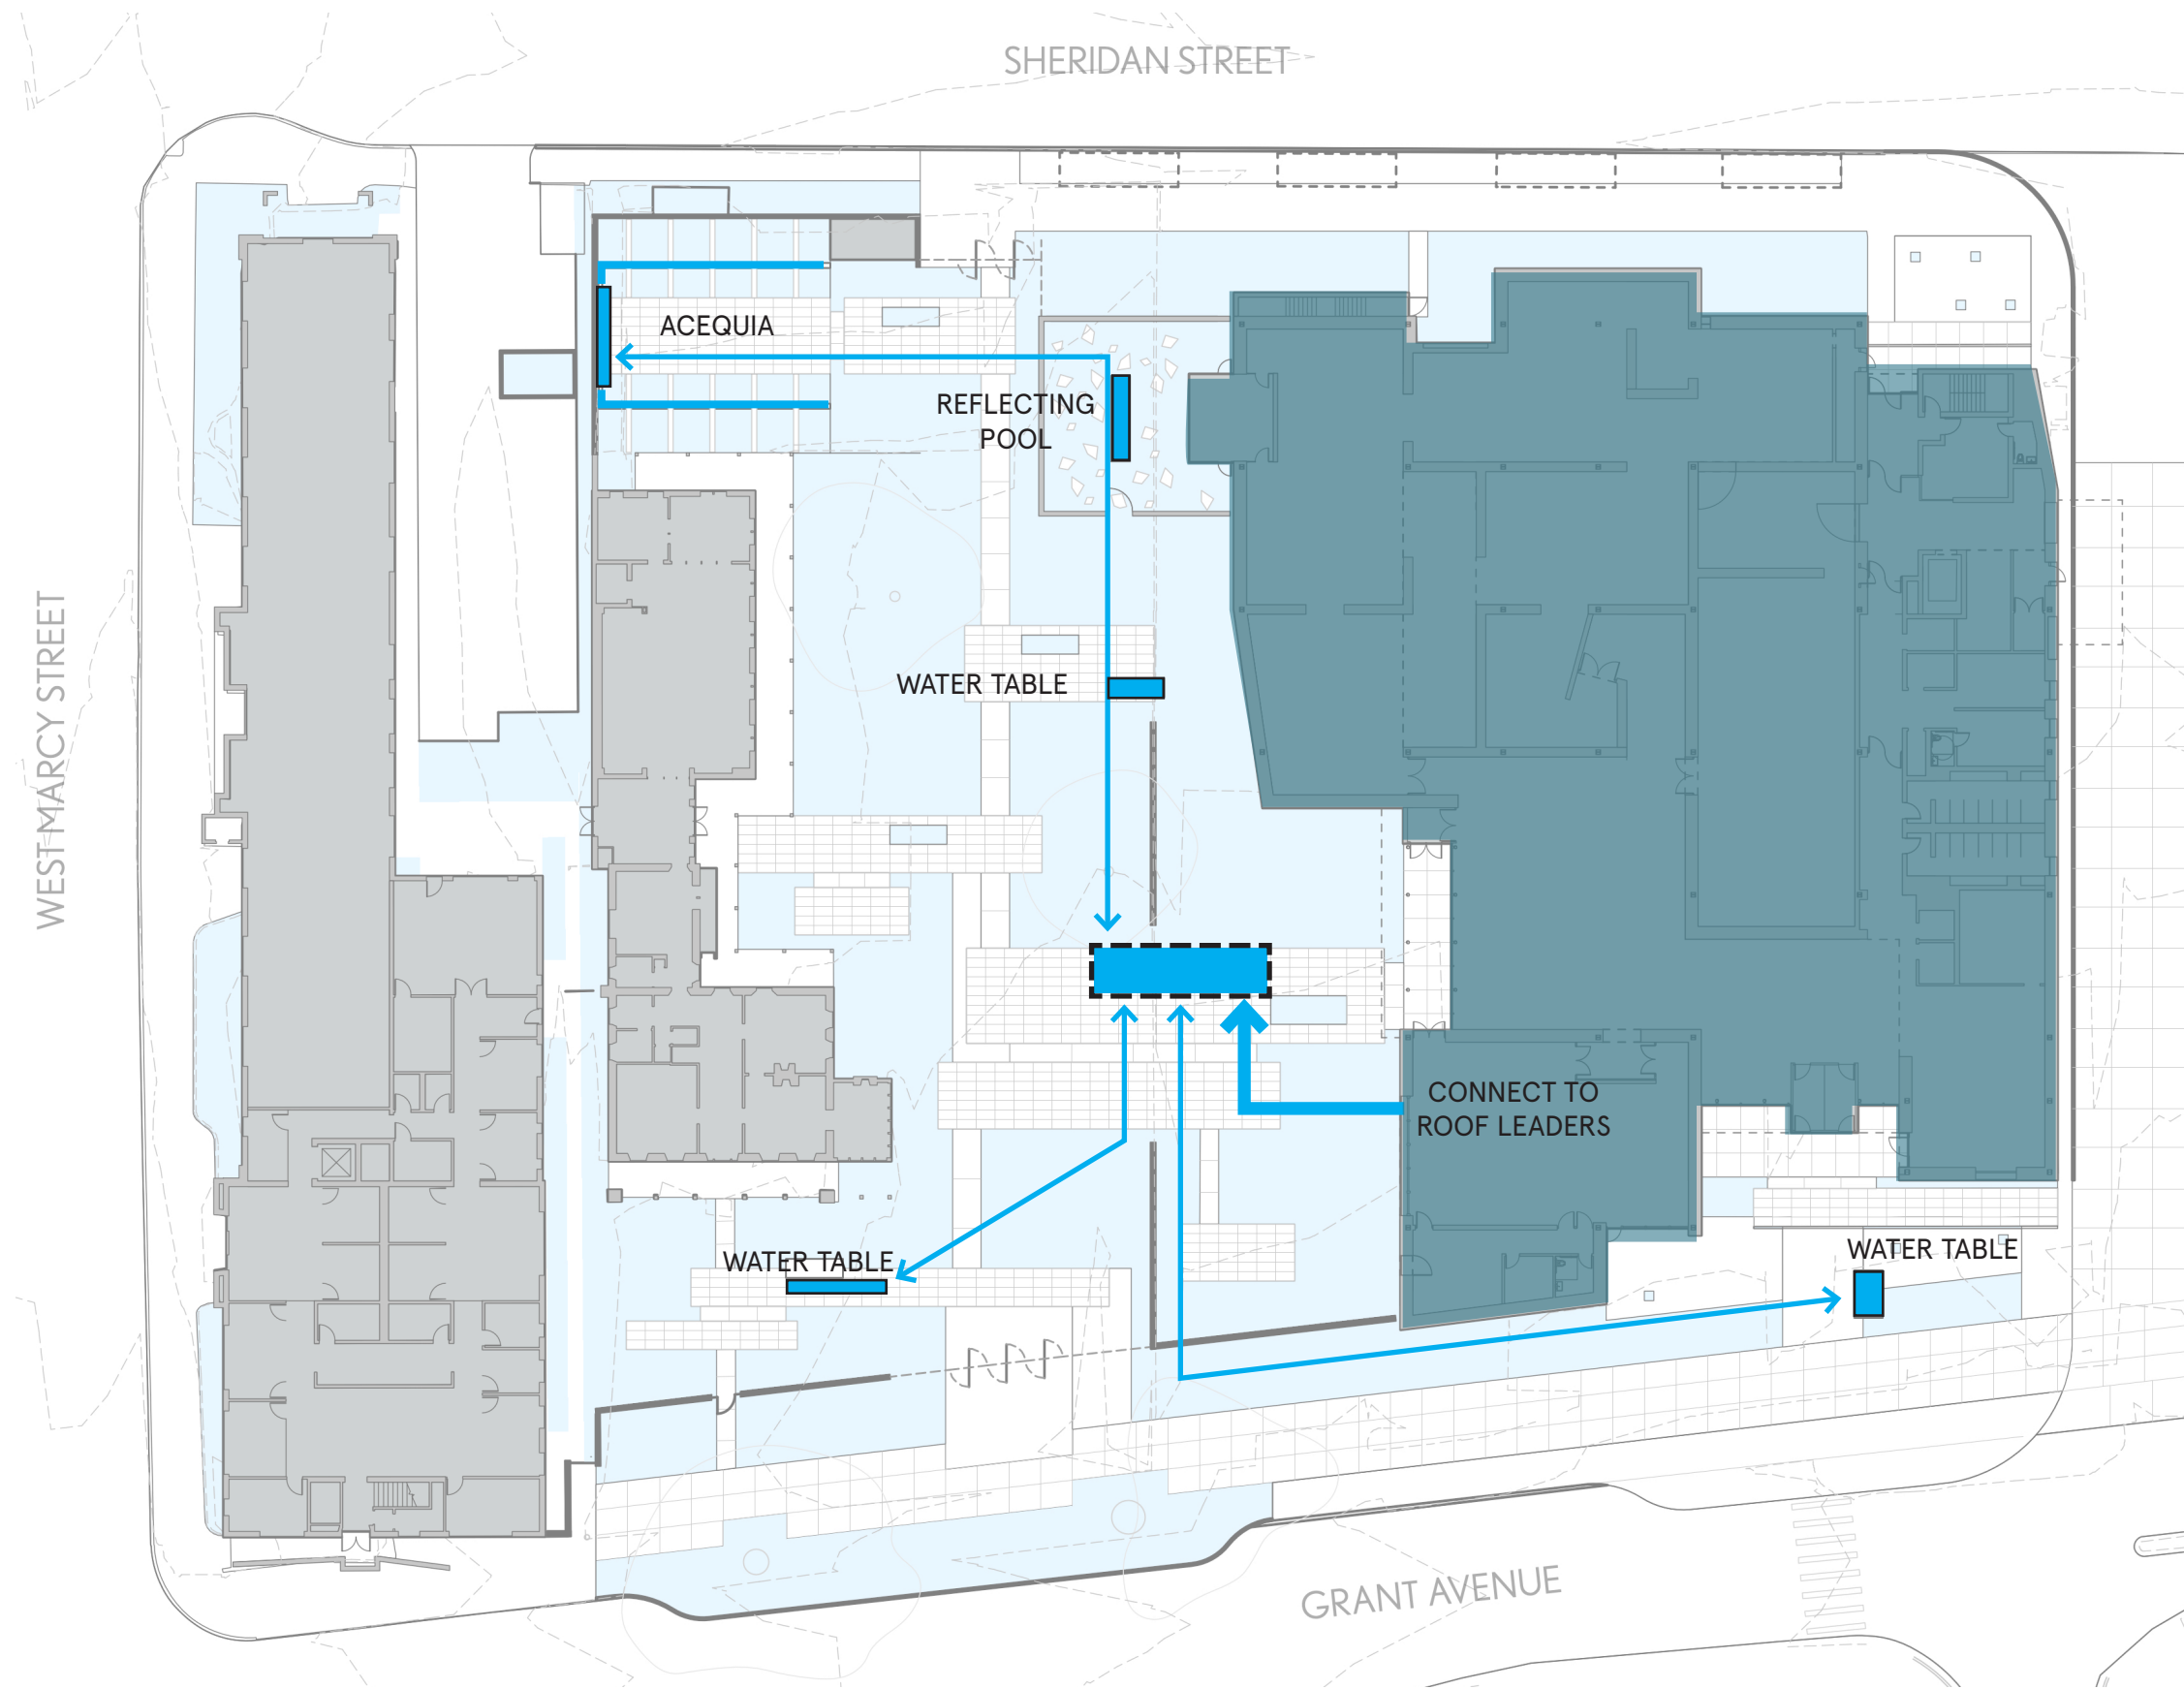 SHERIDAN STREET
ACEQUIA
REFLECTING
POOL
WEST MARCY STREET
WATER TABLE
CONNECT TO
ROOF LEADERS
WATER TABLE
WATER TABLE
GRANT AVENUE